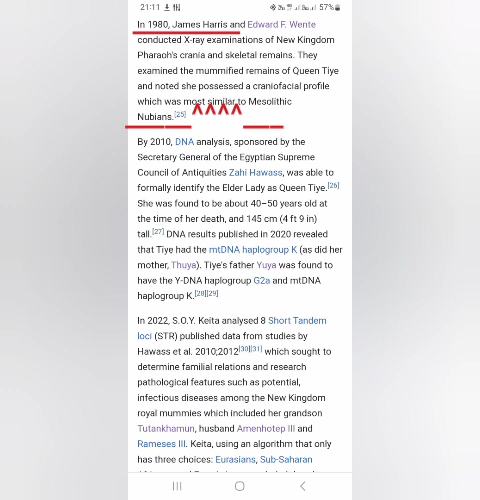 21:11 57%
In 1980, James Harris and Edward F. Wente
conducted X-ray examinations of New Kingdom
Pharaoh's crania and skeletal remains. They
examined the mummified remains of Queen Tiye
and noted she possessed a craniofacial profile
which was most similar to Mesolithic
Nubians.[25]
By 2010, DNA analysis, sponsored by the
Secretary General of the Egyptian Supreme
Council of Antiquities Zahi Hawass, was able to
formally identify the Elder Lady as Queen Tiye.[26]
She was found to be about 40–50 years old at
the time of her death, and 145 cm (4 ft 9 in)
tall.[27] DNA results published in 2020 revealed
that Tiye had the mtDNA haplogroup K (as did her
mother, Thuya). Tiye's father Yuya was found to
have the Y-DNA haplogroup G2a and mtDNA
haplogroup K.[28][29]
In 2022, S.O.Y. Keita analysed 8 Short Tandem
loci (STR) published data from studies by
Hawass et al. 2010;2012[30][31] which sought to
determine familial relations and research
pathological features such as potential,
infectious diseases among the New Kingdom
royal mummies which included her grandson
Tutankhamun, husband Amenhotep III and
Rameses III. Keita, using an algorithm that only
has three choices: Eurasians, Sub-Saharan